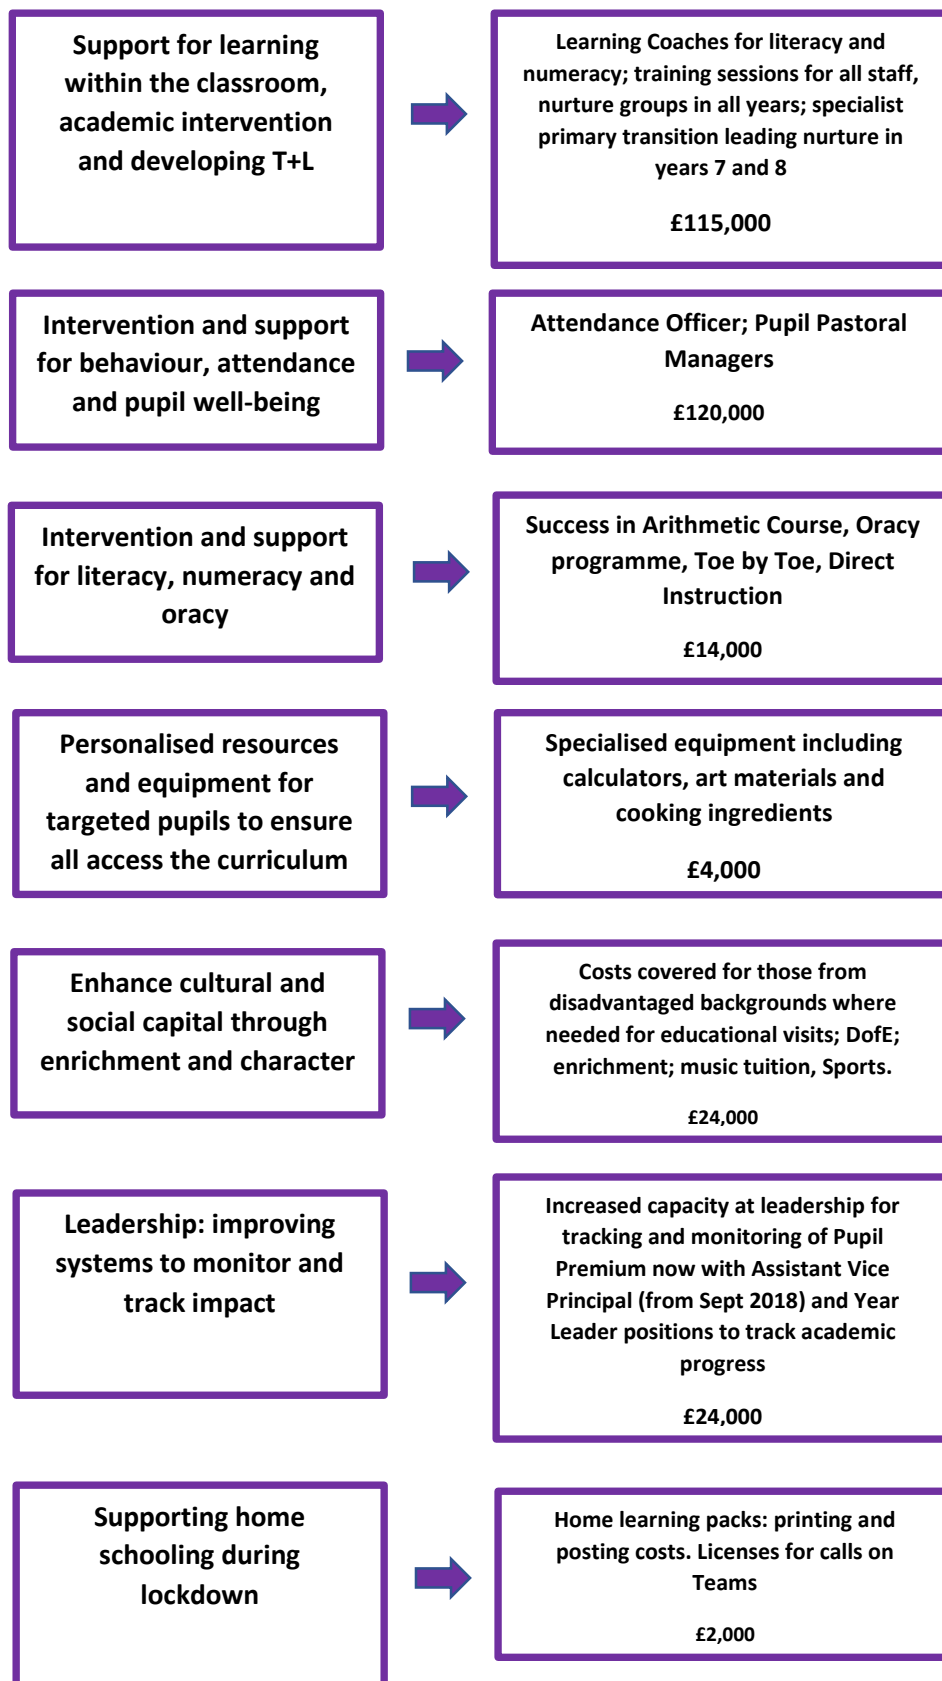 Support for learning
within the classroom,
academic intervention
and developing T+L
Learning Coaches for literacy and
numeracy; training sessions for all staff,
nurture groups in all years; specialist
primary transition leading nurture in
years 7 and 8
£115,000
Intervention and support
for behaviour, attendance
and pupil well-being
Attendance Officer; Pupil Pastoral
Managers
£120,000
Intervention and support
for literacy, numeracy and
oracy
Success in Arithmetic Course, Oracy
programme, Toe by Toe, Direct
Instruction
£14,000
Personalised resources
and equipment for
targeted pupils to ensure
all access the curriculum
Specialised equipment including
calculators, art materials and
cooking ingredients
£4,000
Enhance cultural and
social capital through
enrichment and character
Costs covered for those from
disadvantaged backgrounds where
needed for educational visits; DofE;
enrichment; music tuition, Sports.
£24,000
Leadership: improving
systems to monitor and
track impact
Increased capacity at leadership for
tracking and monitoring of Pupil
Premium now with Assistant Vice
Principal (from Sept 2018) and Year
Leader positions to track academic
progress
£24,000
Supporting home
schooling during
lockdown
Home learning packs: printing and
posting costs. Licenses for calls on
Teams
£2,000